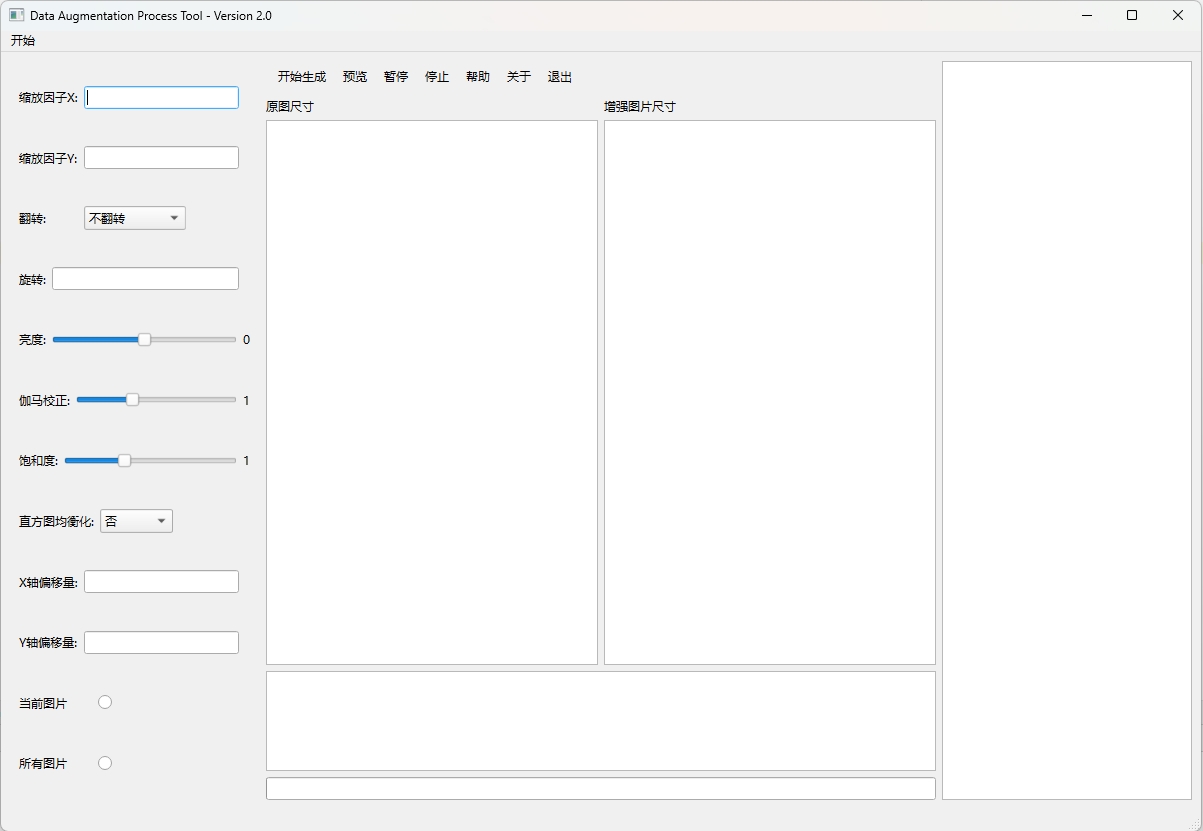 Data Augmentation Process Tool - Version 2.0
开始
开始生成 预览 暂停 停止 帮助 关于 退出
缩放因子X:
原图尺寸 增强图片尺寸
缩放因子Y:
翻转: 不翻转
旋转:
亮度: 0
伽马校正: 1
饱和度: 1
直方图均衡化: 否
X轴偏移量:
Y轴偏移量:
当前图片
所有图片